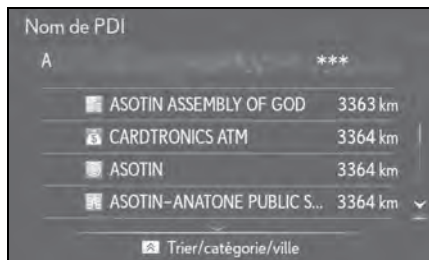 Nom de PDI
A ***
ASOTIN ASSEMBLY OF GOD 3363 km
CARDTRONICS ATM 3364 km
ASOTIN 3364 km
ASOTIN-ANATONE PUBLIC S... 3364 km
Trier/catégorie/ville